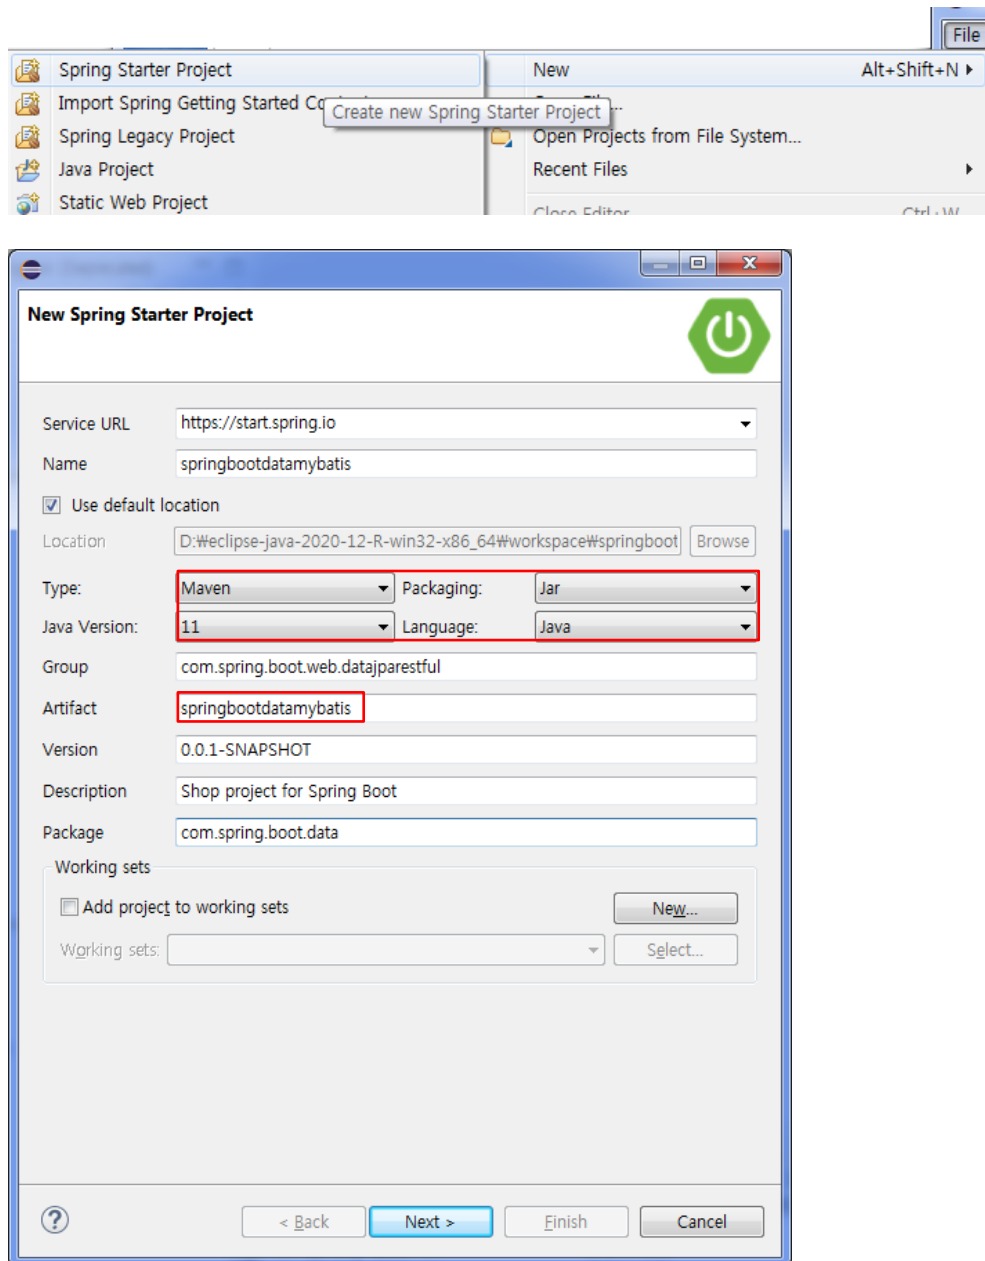 File
Spring Starter Project
New
Alt+Shift+N
Import Spring Getting Started
Create new Spring Starter Project
Spring Legacy Project
Open Projects from File System...
Java Project
Recent Files
Static Web Project
Close Editor
New Spring Starter Project
Service URL
https://start.spring.io
Name
springbootdatamybatis
Use default location
Location
D:₩eclipse-java-2020-12-R-win32-x86_64₩workspace₩springboot
Browse
Type:
Maven
Packaging:
Jar
Java Version:
11
Language:
Java
Group
com.spring.boot.web.datajparestful
Artifact
springbootdatamybatis
Version
0.0.1-SNAPSHOT
Description
Shop project for Spring Boot
Package
com.spring.boot.data
Working sets
Add project to working sets
New...
Working sets:
Select...
< Back
Next >
Finish
Cancel